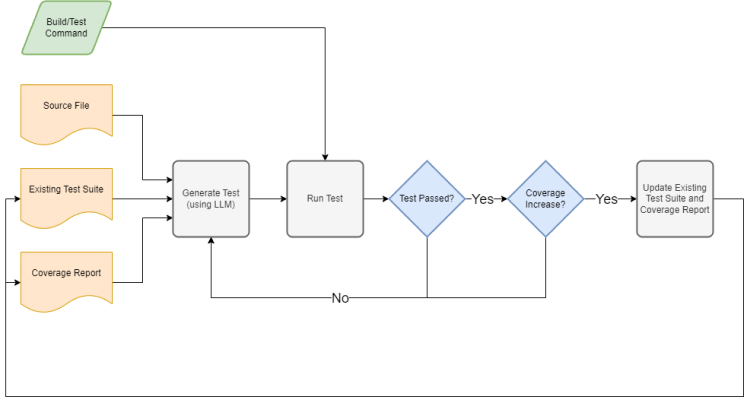 Build/Test
Command
Source File
Existing Test Suite
Coverage Report
Generate Test
(using LLM)
Run Test
Test Passed?
Yes
Coverage
Increase?
Yes
Update Existing
Test Suite and
Coverage Report
No